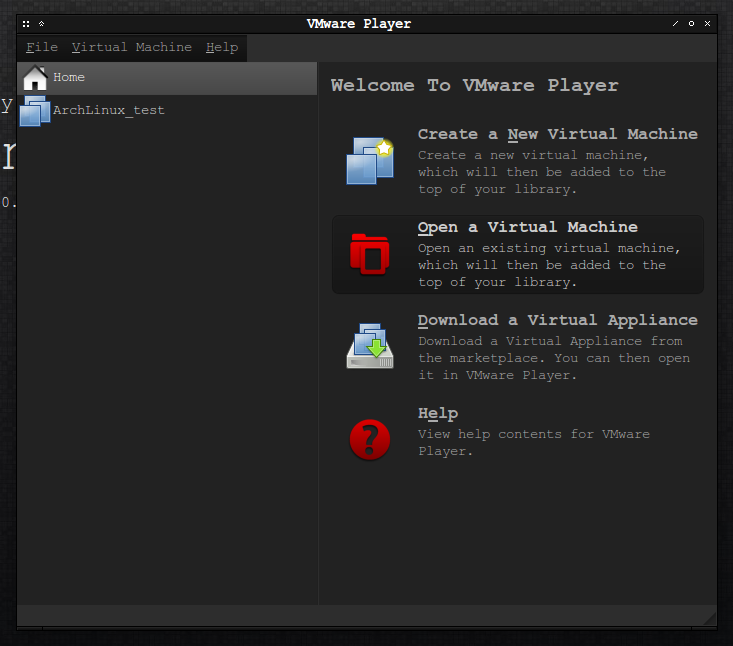 VMware Player
File Virtual Machine Help
Home
ArchLinux_test
Welcome To VMware Player
Create a New Virtual Machine
Create a new virtual machine,
which will then be added to the
top of your library.
Open a Virtual Machine
Open an existing virtual machine,
which will then be added to the
top of your library.
Download a Virtual Appliance
Download a Virtual Appliance from
the marketplace. You can then open
it in VMware Player.
Help
View help contents for VMware
Player.
y
0.